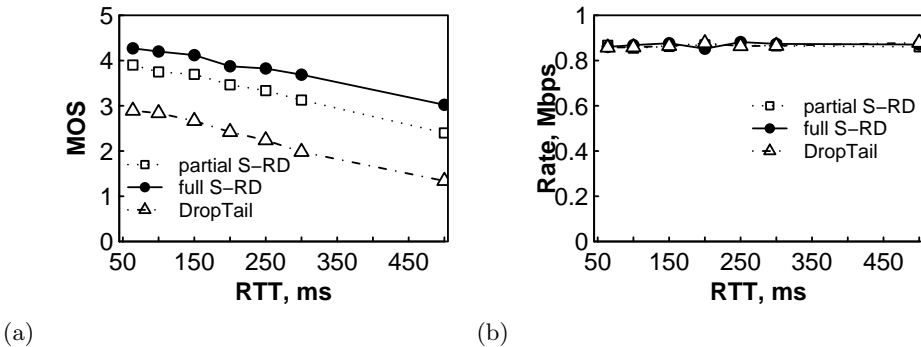 5
4
3
2
1
0
MOS
partial S−RD
full S−RD
DropTail
50 150 250 350 450
RTT, ms
(a)
1
0.8
0.6
0.4
0.2
0
Rate, Mbps
partial S−RD
full S−RD
DropTail
50 150 250 350 450
RTT, ms
(b)